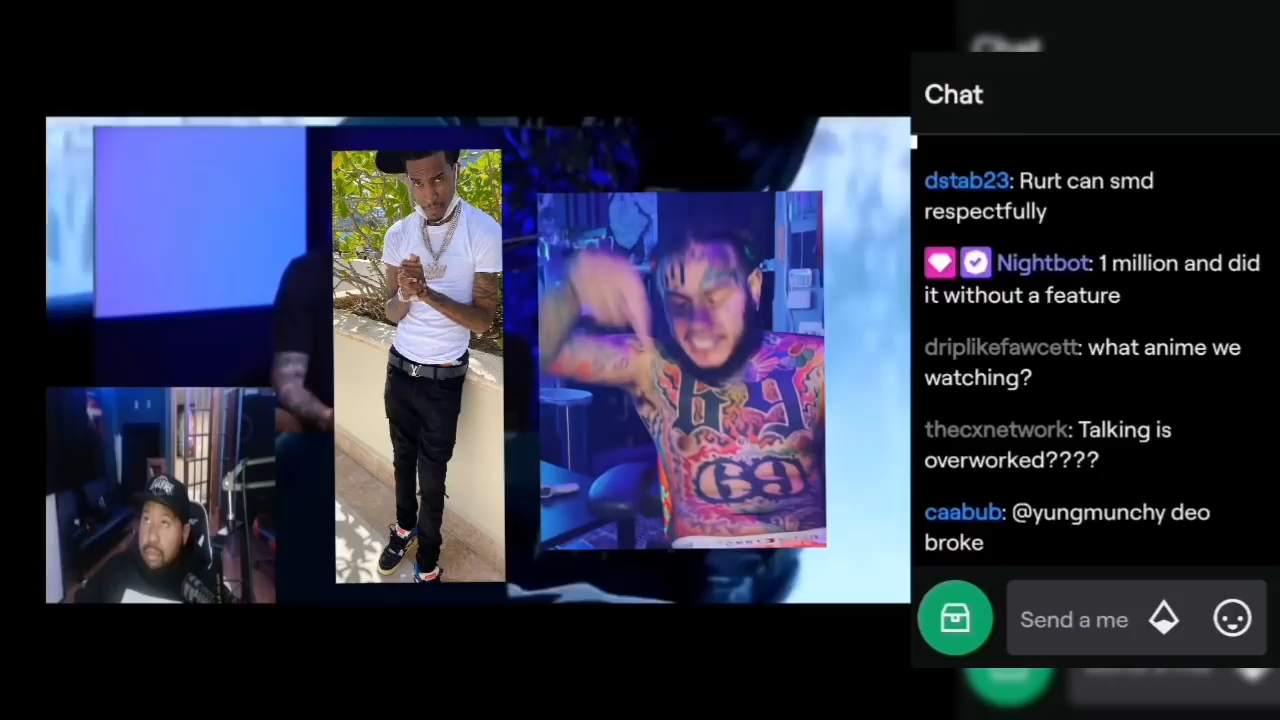 Chat
dstab23: Rurt can smd
respectfully
Nightbot: 1 million and did
it without a feature
driplikefawcett: what anime we
watching?
thecxnetwork: Talking is
overworked????
caabub: @yungmunchy deo
broke
Send a me
69
69